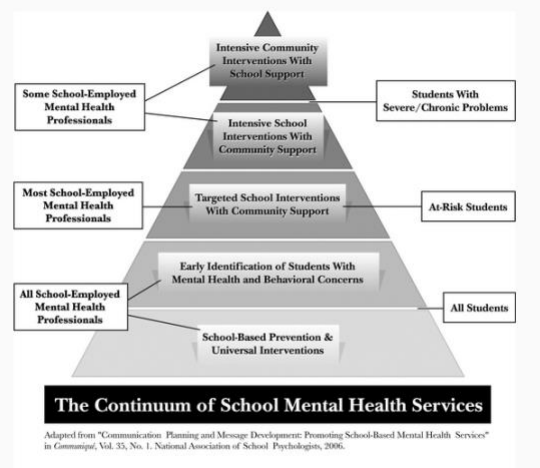 Intensive Community
Interventions With
School Support
Some School-Employed
Mental Health
Professionals
Students With
Severe/Chronic Problems
Intensive School
Interventions With
Community Support
Most School-Employed
Mental Health
Professionals
Targeted School Interventions
With Community Support
At-Risk Students
Early Identification of Students With
Mental Health and Behavioral Concerns
All School-Employed
Mental Health
Professionals
All Students
School-Based Prevention &
Universal Interventions
The Continuum of School Mental Health Services
Adapted from "Communication Planning and Message Development: Promoting School-Based Mental Health Services"
in Communiqué, Vol. 35, No. 1. National Association of School Psychologists, 2006.